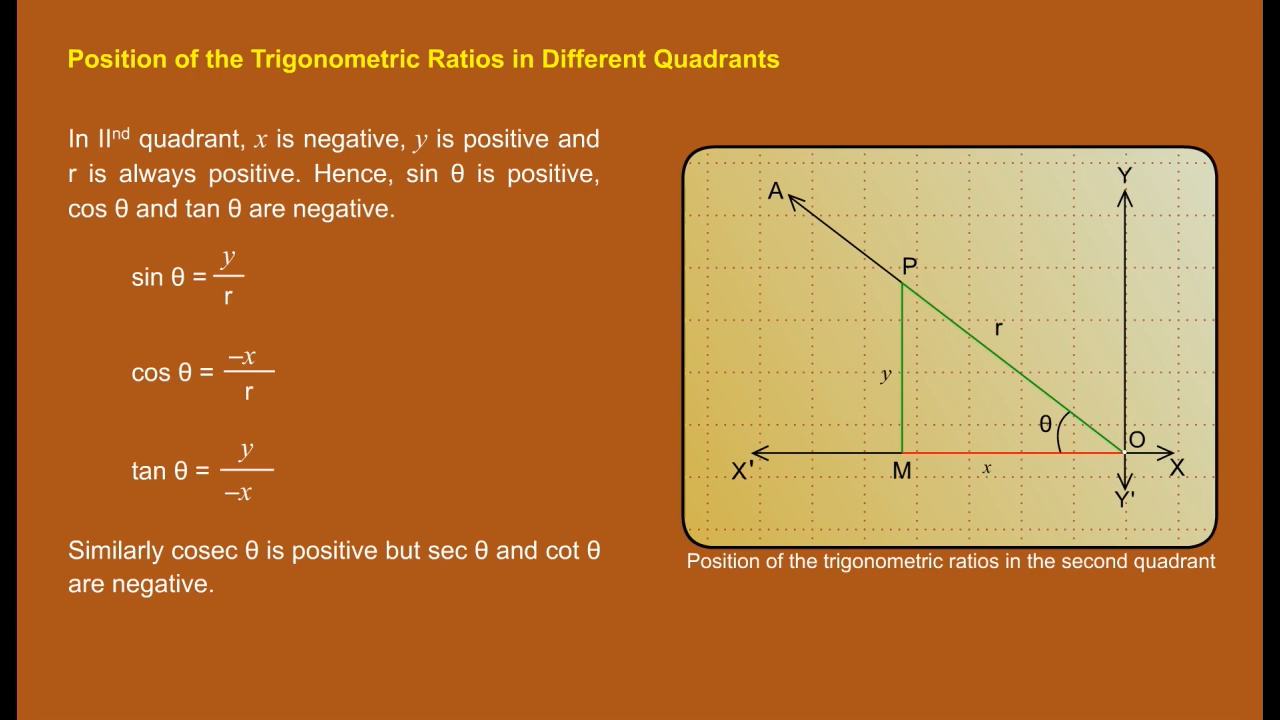 Position of the Trigonometric Ratios in Different Quadrants
In IInd quadrant, x is negative, y is positive and
r is always positive. Hence, sin θ is positive,
cos θ and tan θ are negative.
sin θ = y/r
cos θ = –x/r
tan θ = y/–x
Similarly cosec θ is positive but sec θ and cot θ
are negative.
Y
A
P
r
y
θ
O
X'
M
x
X
Y'
Position of the trigonometric ratios in the second quadrant